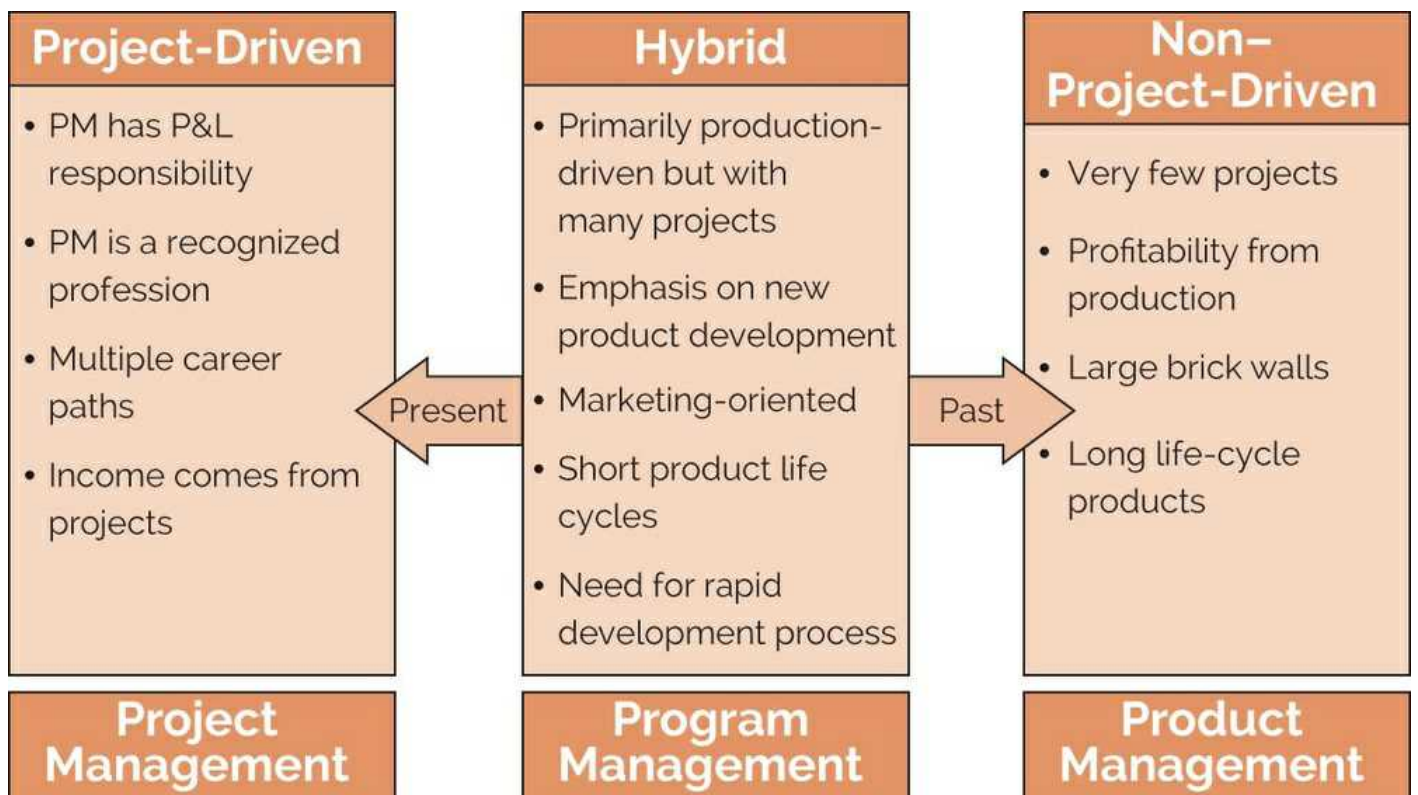 Project-Driven
• PM has P&L
responsibility
• PM is a recognized
profession
• Multiple career
paths
• Income comes from
projects
Project
Management
Present
Hybrid
• Primarily production-
driven but with
many projects
• Emphasis on new
product development
• Marketing-oriented
• Short product life
cycles
• Need for rapid
development process
Program
Management
Past
Non–
Project-Driven
• Very few projects
• Profitability from
production
• Large brick walls
• Long life-cycle
products
Product
Management